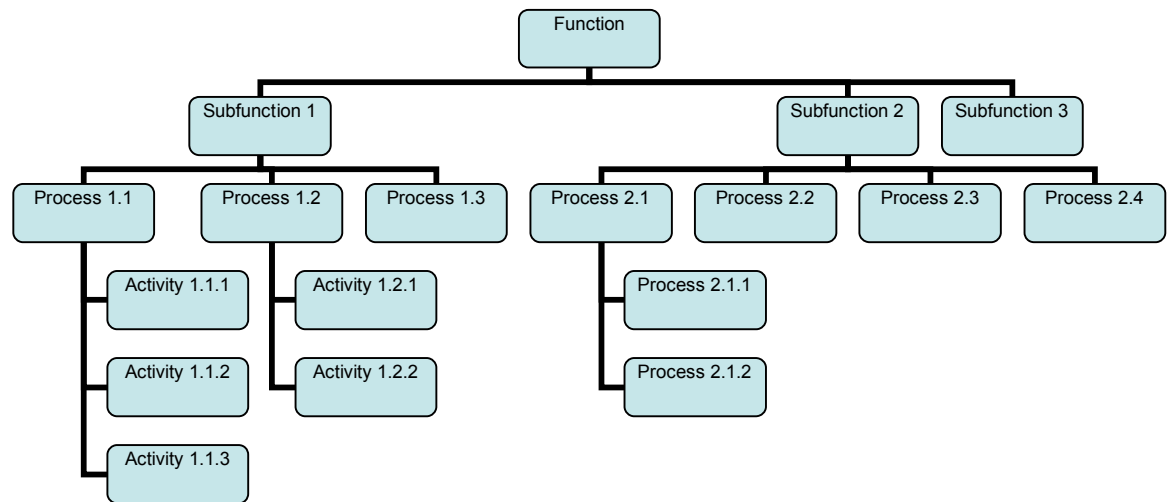 Function
Subfunction 1
Subfunction 2
Subfunction 3
Process 1.1
Process 1.2
Process 1.3
Process 2.1
Process 2.2
Process 2.3
Process 2.4
Activity 1.1.1
Activity 1.2.1
Process 2.1.1
Activity 1.1.2
Activity 1.2.2
Process 2.1.2
Activity 1.1.3